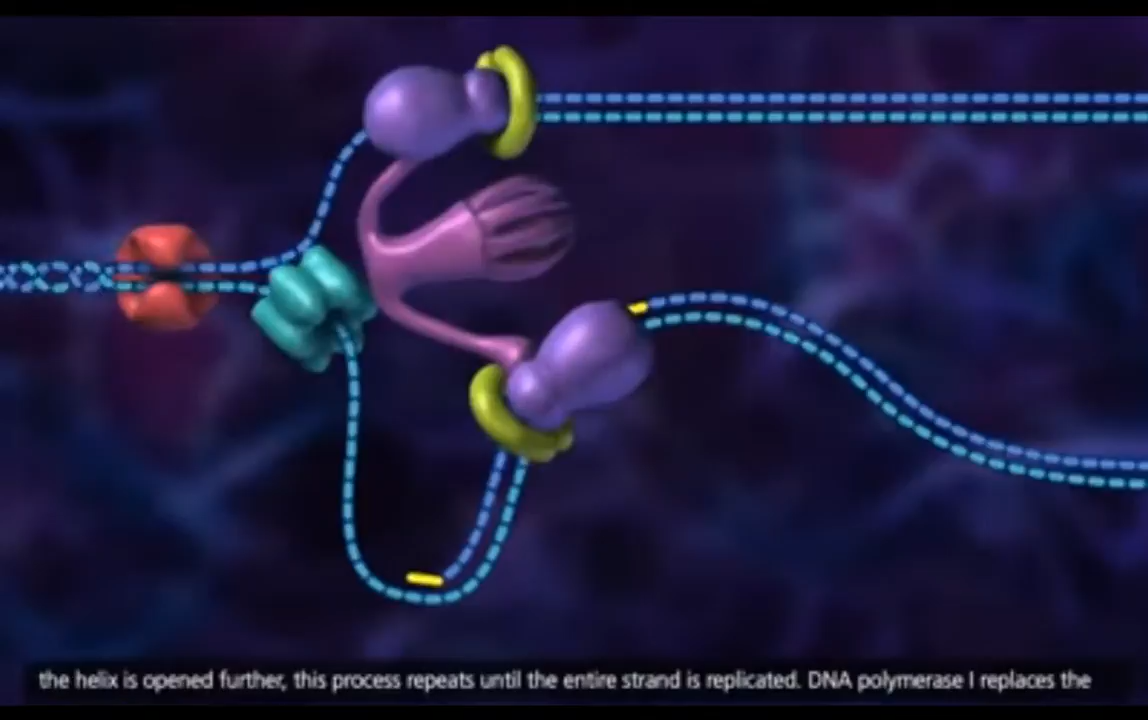 the helix is opened further, this process repeats until the entire strand is replicated. DNA polymerase I replaces the